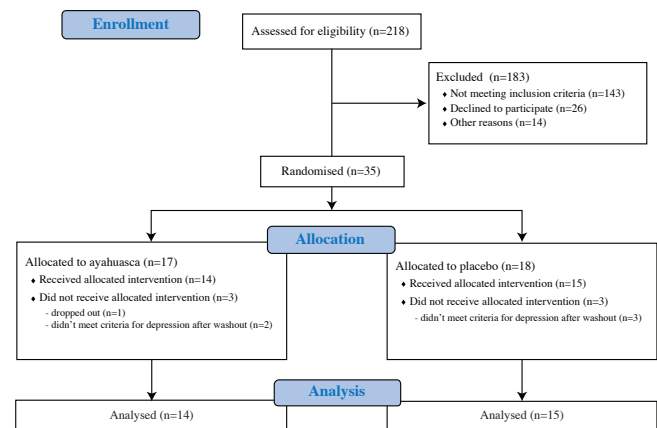 Enrollment
Assessed for eligibility (n=218)
Excluded (n=183)
♦ Not meeting inclusion criteria (n=143)
♦ Declined to participate (n=26)
♦ Other reasons (n=14)
Randomised (n=35)
Allocation
Allocated to ayahuasca (n=17)
♦ Received allocated intervention (n=14)
♦ Did not receive allocated intervention (n=3)
- dropped out (n=1)
- didn't meet criteria for depression after washout (n=2)
Allocated to placebo (n=18)
♦ Received allocated intervention (n=15)
♦ Did not receive allocated intervention (n=3)
- didn't meet criteria for depression after washout (n=3)
Analysis
Analysed (n=14)
Analysed (n=15)